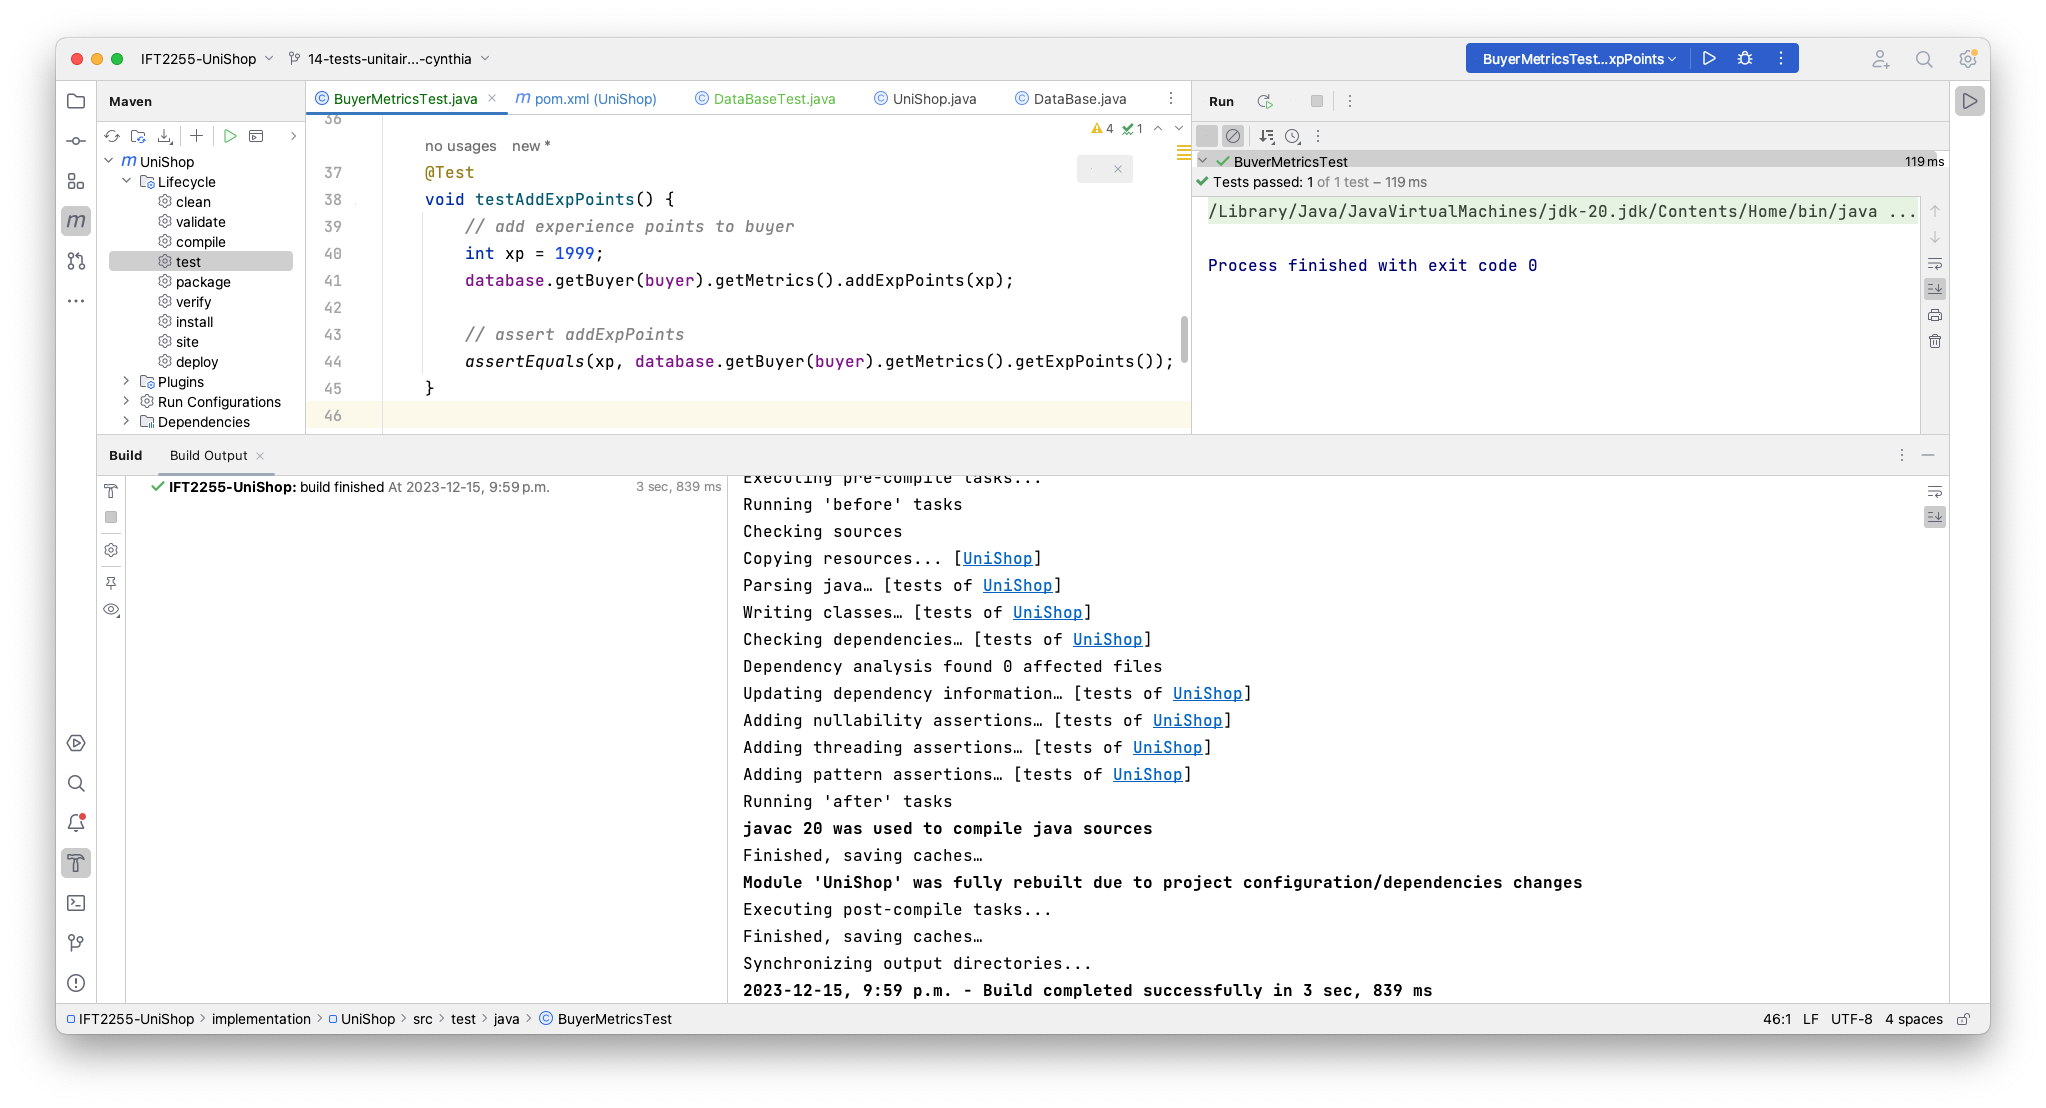 IFT2255-UniShop
14-tests-unitair...-cynthia
BuyerMetricsTest...xpPoints
Maven
BuyerMetricsTest.java
pom.xml (UniShop)
DataBaseTest.java
UniShop.java
DataBase.java
Run
UniShop
Lifecycle
clean
validate
compile
test
package
verify
install
site
deploy
Plugins
Run Configurations
Dependencies
36
4
1
no usages new *
37 @Test
38 void testAddExpPoints() {
39 // add experience points to buyer
40 int xp = 1999;
41 database.getBuyer(buyer).getMetrics().addExpPoints(xp);
42
43 // assert addExpPoints
44 assertEquals(xp, database.getBuyer(buyer).getMetrics().getExpPoints());
45 }
46
BuyerMetricsTest 119 ms
Tests passed: 1 of 1 test – 119 ms
/Library/Java/JavaVirtualMachines/jdk-20.jdk/Contents/Home/bin/java ...
Process finished with exit code 0
Build
Build Output
IFT2255-UniShop: build finished At 2023-12-15, 9:59 p.m. 3 sec, 839 ms
Executing pre-compile tasks...
Running 'before' tasks
Checking sources
Copying resources... [UniShop]
Parsing java… [tests of UniShop]
Writing classes… [tests of UniShop]
Checking dependencies… [tests of UniShop]
Dependency analysis found 0 affected files
Updating dependency information… [tests of UniShop]
Adding nullability assertions… [tests of UniShop]
Adding threading assertions… [tests of UniShop]
Adding pattern assertions… [tests of UniShop]
Running 'after' tasks
javac 20 was used to compile java sources
Finished, saving caches…
Module 'UniShop' was fully rebuilt due to project configuration/dependencies changes
Executing post-compile tasks...
Finished, saving caches…
Synchronizing output directories...
2023-12-15, 9:59 p.m. - Build completed successfully in 3 sec, 839 ms
IFT2255-UniShop > implementation > UniShop > src > test > java > BuyerMetricsTest
46:1 LF UTF-8 4 spaces